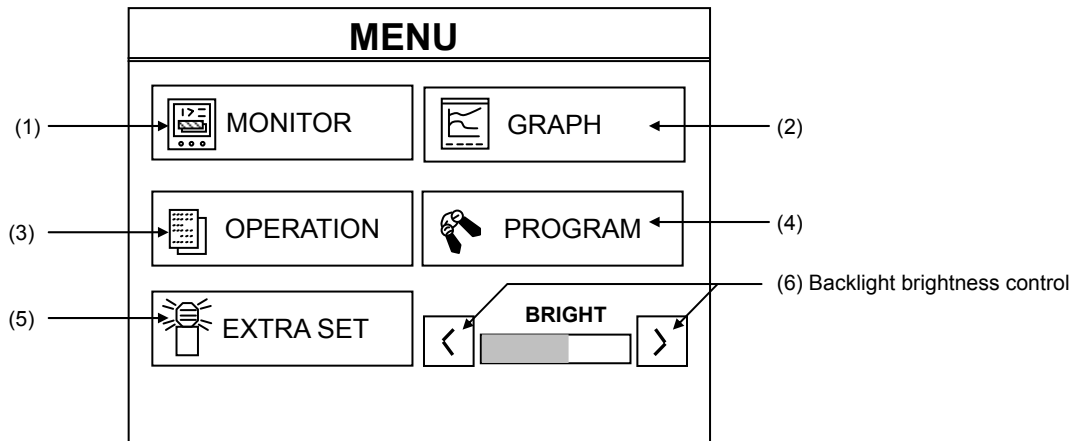 MENU
(1) MONITOR GRAPH (2)
(3) OPERATION PROGRAM (4)
(6) Backlight brightness control
(5) EXTRA SET BRIGHT